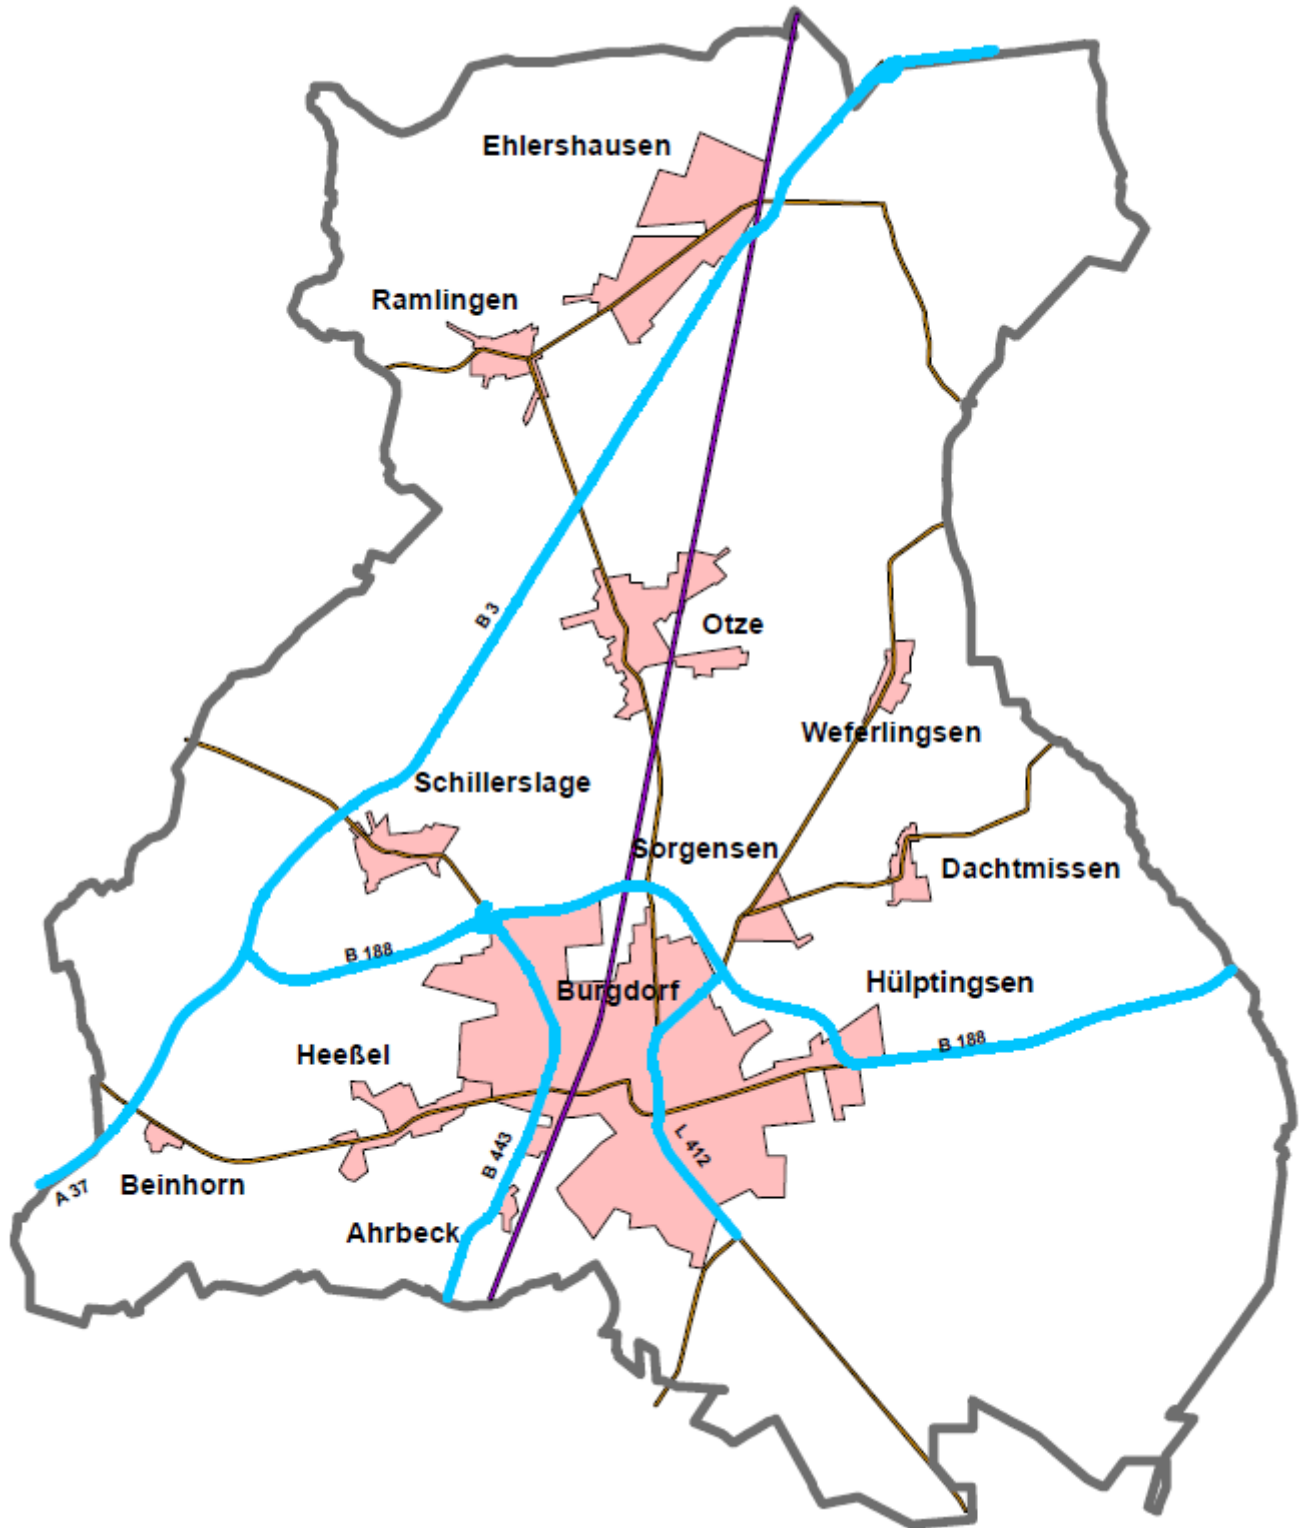 Ehlershausen
Ramlingen
B 3
Otze
Weferlingsen
Schillerslage
Sorgensen
Dachtmissen
B 188
Burgdorf
Hülptingsen
B 188
Heeßel
B 443
L 412
A 37
Beinhorn
Ahrbeck